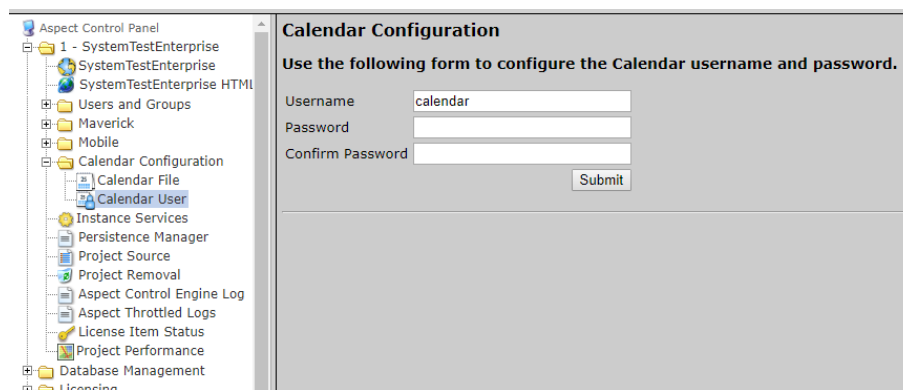 Aspect Control Panel
1 - SystemTestEnterprise
SystemTestEnterprise
SystemTestEnterprise HTML
Users and Groups
Maverick
Mobile
Calendar Configuration
Calendar File
Calendar User
Instance Services
Persistence Manager
Project Source
Project Removal
Aspect Control Engine Log
Aspect Throttled Logs
License Item Status
Project Performance
Database Management
Licensing
Calendar Configuration
Use the following form to configure the Calendar username and password.
Username calendar
Password
Confirm Password
Submit